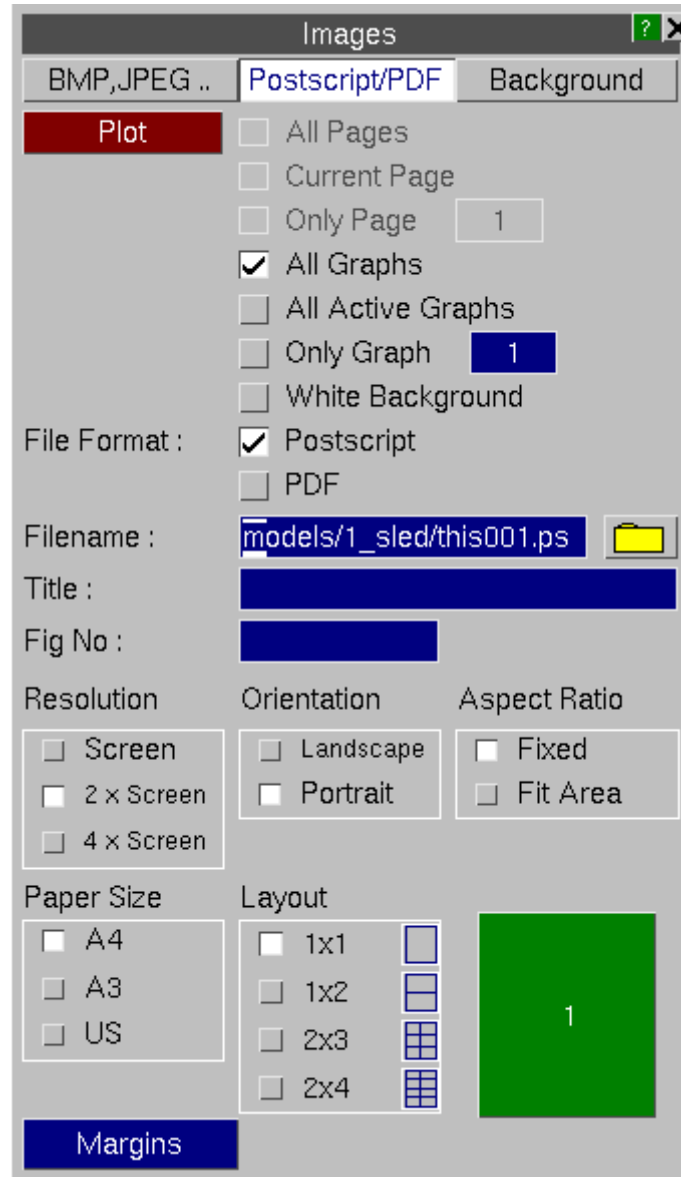 Images ?
BMP,JPEG .. Postscript/PDF Background
Plot All Pages
Current Page
Only Page 1
All Graphs
All Active Graphs
Only Graph 1
White Background
File Format : Postscript
PDF
Filename : models/1_sled/this001.ps
Title :
Fig No :
Resolution Orientation Aspect Ratio
Screen Landscape Fixed
2 x Screen Portrait Fit Area
4 x Screen
Paper Size Layout
A4 1x1
A3 1x2 1
US 2x3
2x4
Margins